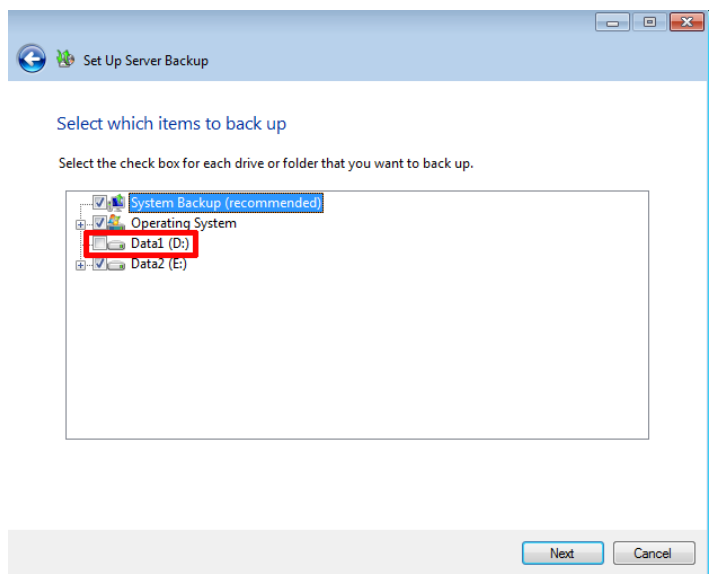 Set Up Server Backup
Select which items to back up
Select the check box for each drive or folder that you want to back up.
System Backup (recommended)
Operating System
Data1 (D:)
Data2 (E:)
Next Cancel